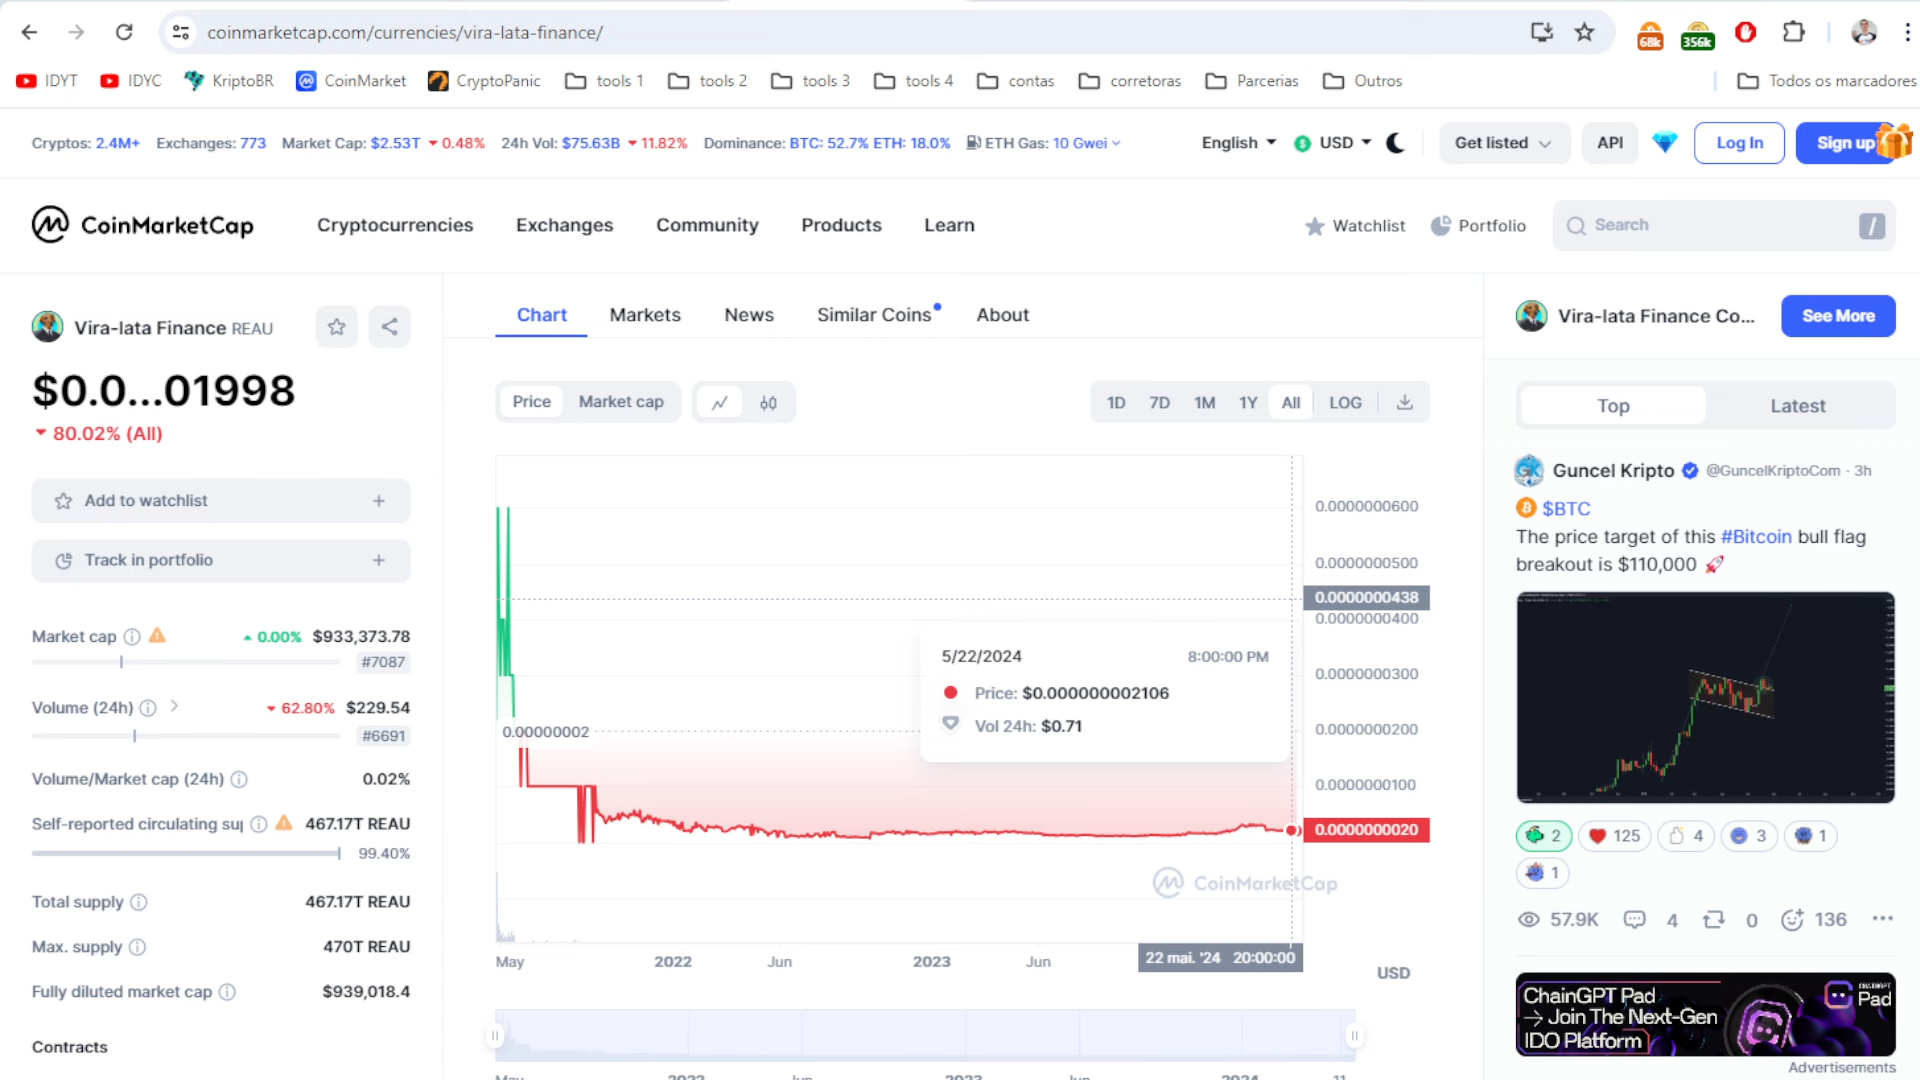 coinmarketcap.com/currencies/vira-lata-finance/
68k
356k
IDYT
IDYC
KriptoBR
CoinMarket
CryptoPanic
tools 1
tools 2
tools 3
tools 4
contas
corretoras
Parcerias
Outros
Todos os marcadores
Cryptos: 2.4M+ Exchanges: 773 Market Cap: $2.53T 0.48% 24h Vol: $75.63B 11.82% Dominance: BTC: 52.7% ETH: 18.0% ETH Gas: 10 Gwei
English
USD
Get listed
API
Log In
Sign up
CoinMarketCap
Cryptocurrencies
Exchanges
Community
Products
Learn
Watchlist
Portfolio
Search
/
Vira-lata Finance REAU
$0.0...01998
80.02% (All)
Add to watchlist +
Track in portfolio +
Market cap 0.00% $933,373.78
#7087
Volume (24h) 62.80% $229.54
#6691
Volume/Market cap (24h) 0.02%
Self-reported circulating su 467.17T REAU
99.40%
Total supply 467.17T REAU
Max. supply 470T REAU
Fully diluted market cap $939,018.4
Contracts
Chart
Markets
News
Similar Coins
About
Price
Market cap
1D
7D
1M
1Y
All
LOG
0.0000000600
0.0000000500
0.0000000438
0.0000000400
0.0000000300
0.0000000200
0.0000000100
0.0000000020
0.00000002
5/22/2024 8:00:00 PM
Price: $0.000000002106
Vol 24h: $0.71
CoinMarketCap
May
2022
Jun
2023
Jun
22 mai. '24 20:00:00
USD
May
2022
Jun
2023
Jun
2024
11
Vira-lata Finance Co...
See More
Top
Latest
Guncel Kripto @GuncelKriptoCom · 3h
$BTC
The price target of this #Bitcoin bull flag
breakout is $110,000
2
125
4
3
1
1
57.9K
4
0
136
ChainGPT Pad
→ Join The Next-Gen
IDO Platform
CHAINGPT
Pad
Advertisements